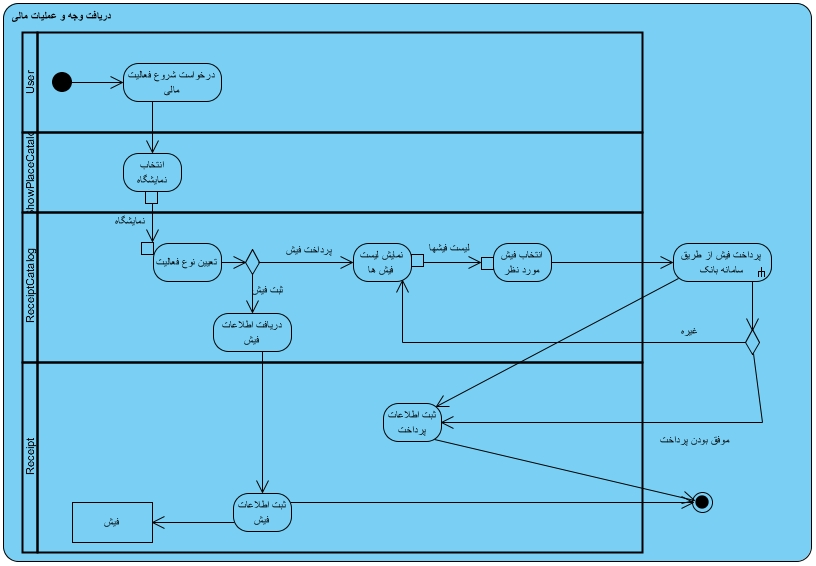 دریافت وجه و عملیات مالی
User
درخواست شروع فعالیت
مالی
howPlaceCatalo
انتخاب
نمایشگاه
نمایشگاه
ReceiptCatalog
تعیین نوع فعالیت
پرداخت فیش
نمایش لیست
فیش ها
لیست فیشها
انتخاب فیش
مورد نظر
پرداخت فیش از طریق
سامانه بانک
ثبت فیش
دریافت اطلاعات
فیش
غیره
Receipt
ثبت اطلاعات
پرداخت
موفق بودن پرداخت
ثبت اطلاعات
فیش
فیش